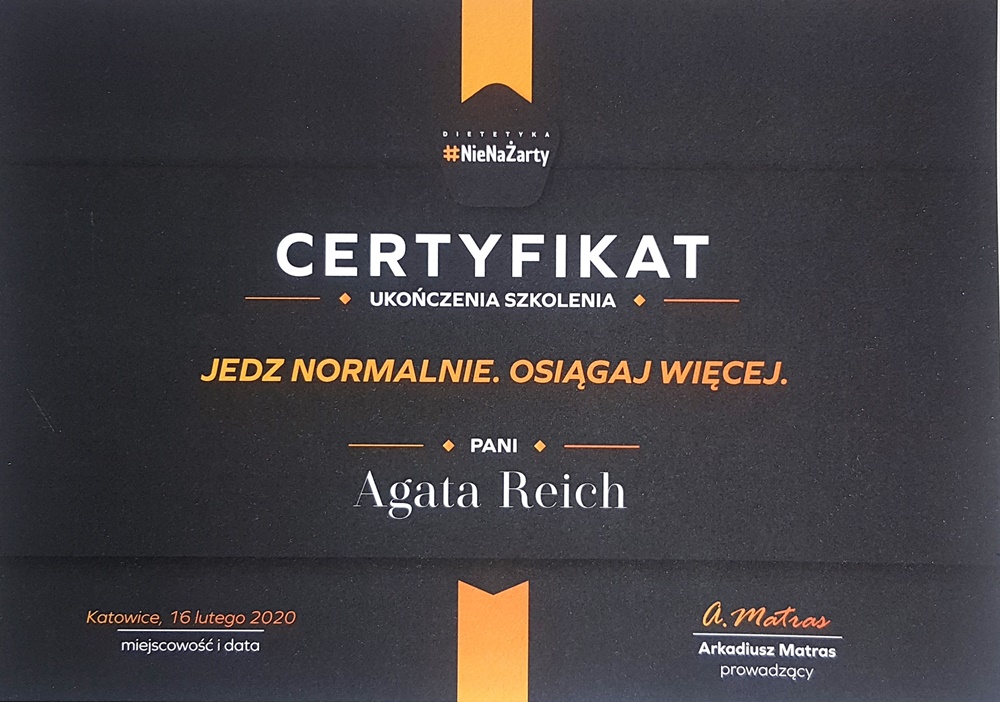 DIETETYKA
#NieNaŻarty
CERTYFIKAT
UKOŃCZENIA SZKOLENIA
JEDZ NORMALNIE. OSIĄGAJ WIĘCEJ.
PANI
Agata Reich
Katowice, 16 lutego 2020
miejscowość i data
A. Matras
Arkadiusz Matras
prowadzący